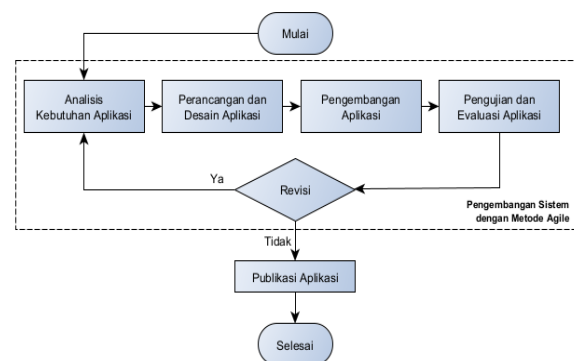 Mulai
Analisis
Kebutuhan Aplikasi
Perancangan dan
Desain Aplikasi
Pengembangan
Aplikasi
Pengujian dan
Evaluasi Aplikasi
Ya
Revisi
Pengembangan Sistem
dengan Metode Agile
Tidak
Publikasi Aplikasi
Selesai